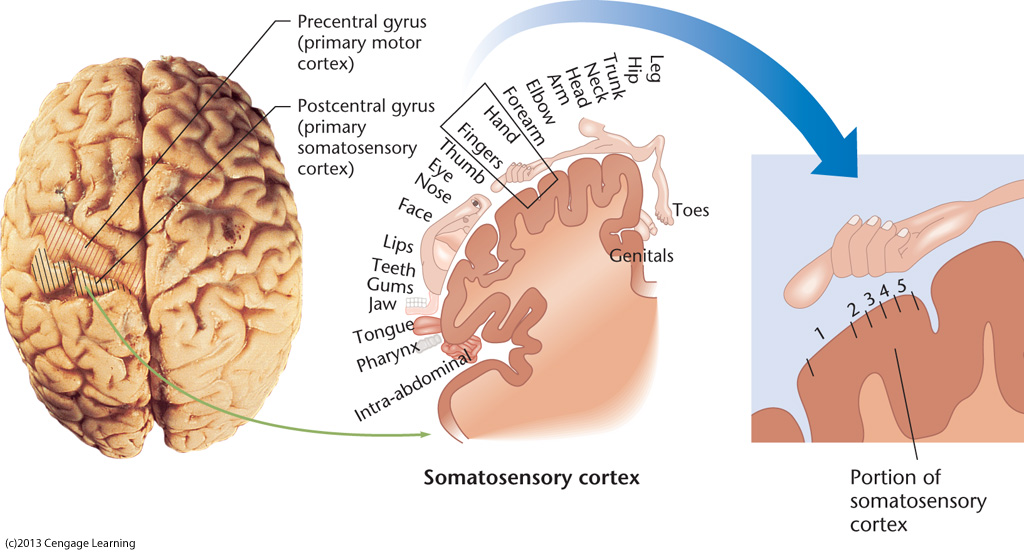 Precentral gyrus
(primary motor
cortex)
Postcentral gyrus
(primary
somatosensory
cortex)
Leg
Hip
Trunk
Neck
Head
Arm
Elbow
Forearm
Hand
Fingers
Thumb
Eye
Nose
Face
Lips
Teeth
Gums
Jaw
Tongue
Pharynx
Intra-abdominal
Toes
Genitals
Somatosensory cortex
1
2
3
4
5
Portion of
somatosensory
cortex
(c)2013 Cengage Learning